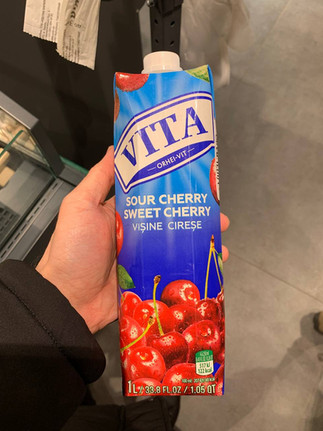 VITA
ORHEI-VIT
SOUR CHERRY
SWEET CHERRY
VIȘINE CIREȘE
1L / 33.8 FL OZ / 1.05 QT